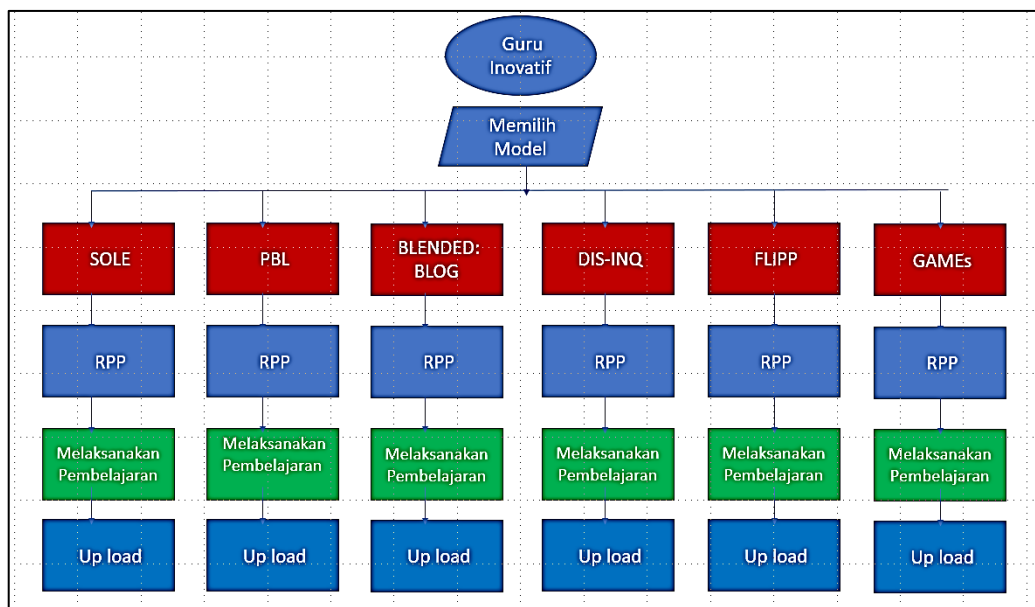 Guru
Inovatif
Memilih
Model
SOLE
PBL
BLENDED:
BLOG
DIS-INQ
FLIPP
GAMEs
RPP
RPP
RPP
RPP
RPP
RPP
Melaksanakan
Pembelajaran
Melaksanakan
Pembelajaran
Melaksanakan
Pembelajaran
Melaksanakan
Pembelajaran
Melaksanakan
Pembelajaran
Melaksanakan
Pembelajaran
Up load
Up load
Up load
Up load
Up load
Up load